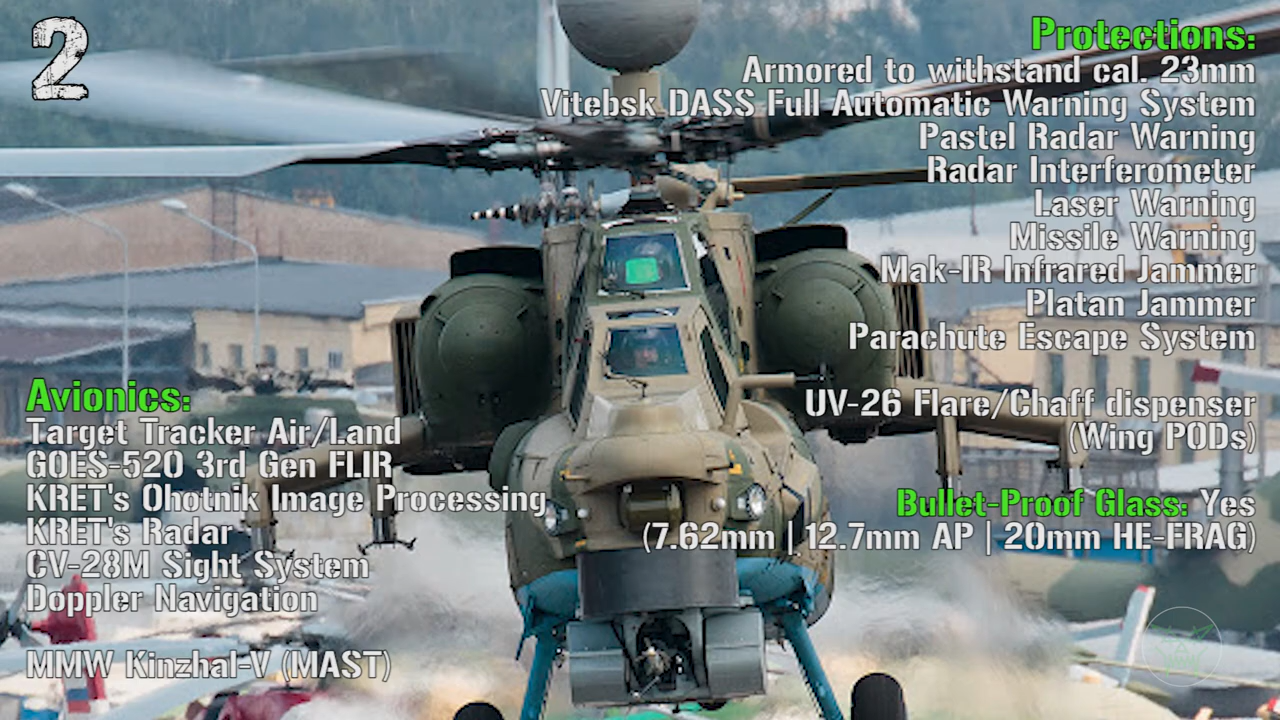 2
Protections:
Armored to withstand cal. 23mm
Vitebsk DASS Full Automatic Warning System
Pastel Radar Warning
Radar Interferometer
Laser Warning
Missile Warning
Mak-IR Infrared Jammer
Platan Jammer
Parachute Escape System
UV-26 Flare/Chaff dispenser
(Wing PODs)
Bullet-Proof Glass: Yes
(7.62mm | 12.7mm AP | 20mm HE-FRAG)
Avionics:
Target Tracker Air/Land
GOES-520 3rd Gen FLIR
KRET's Ohotnik Image Processing
KRET's Radar
CV-28M Sight System
Doppler Navigation
MMW Kinzhal-V (MAST)